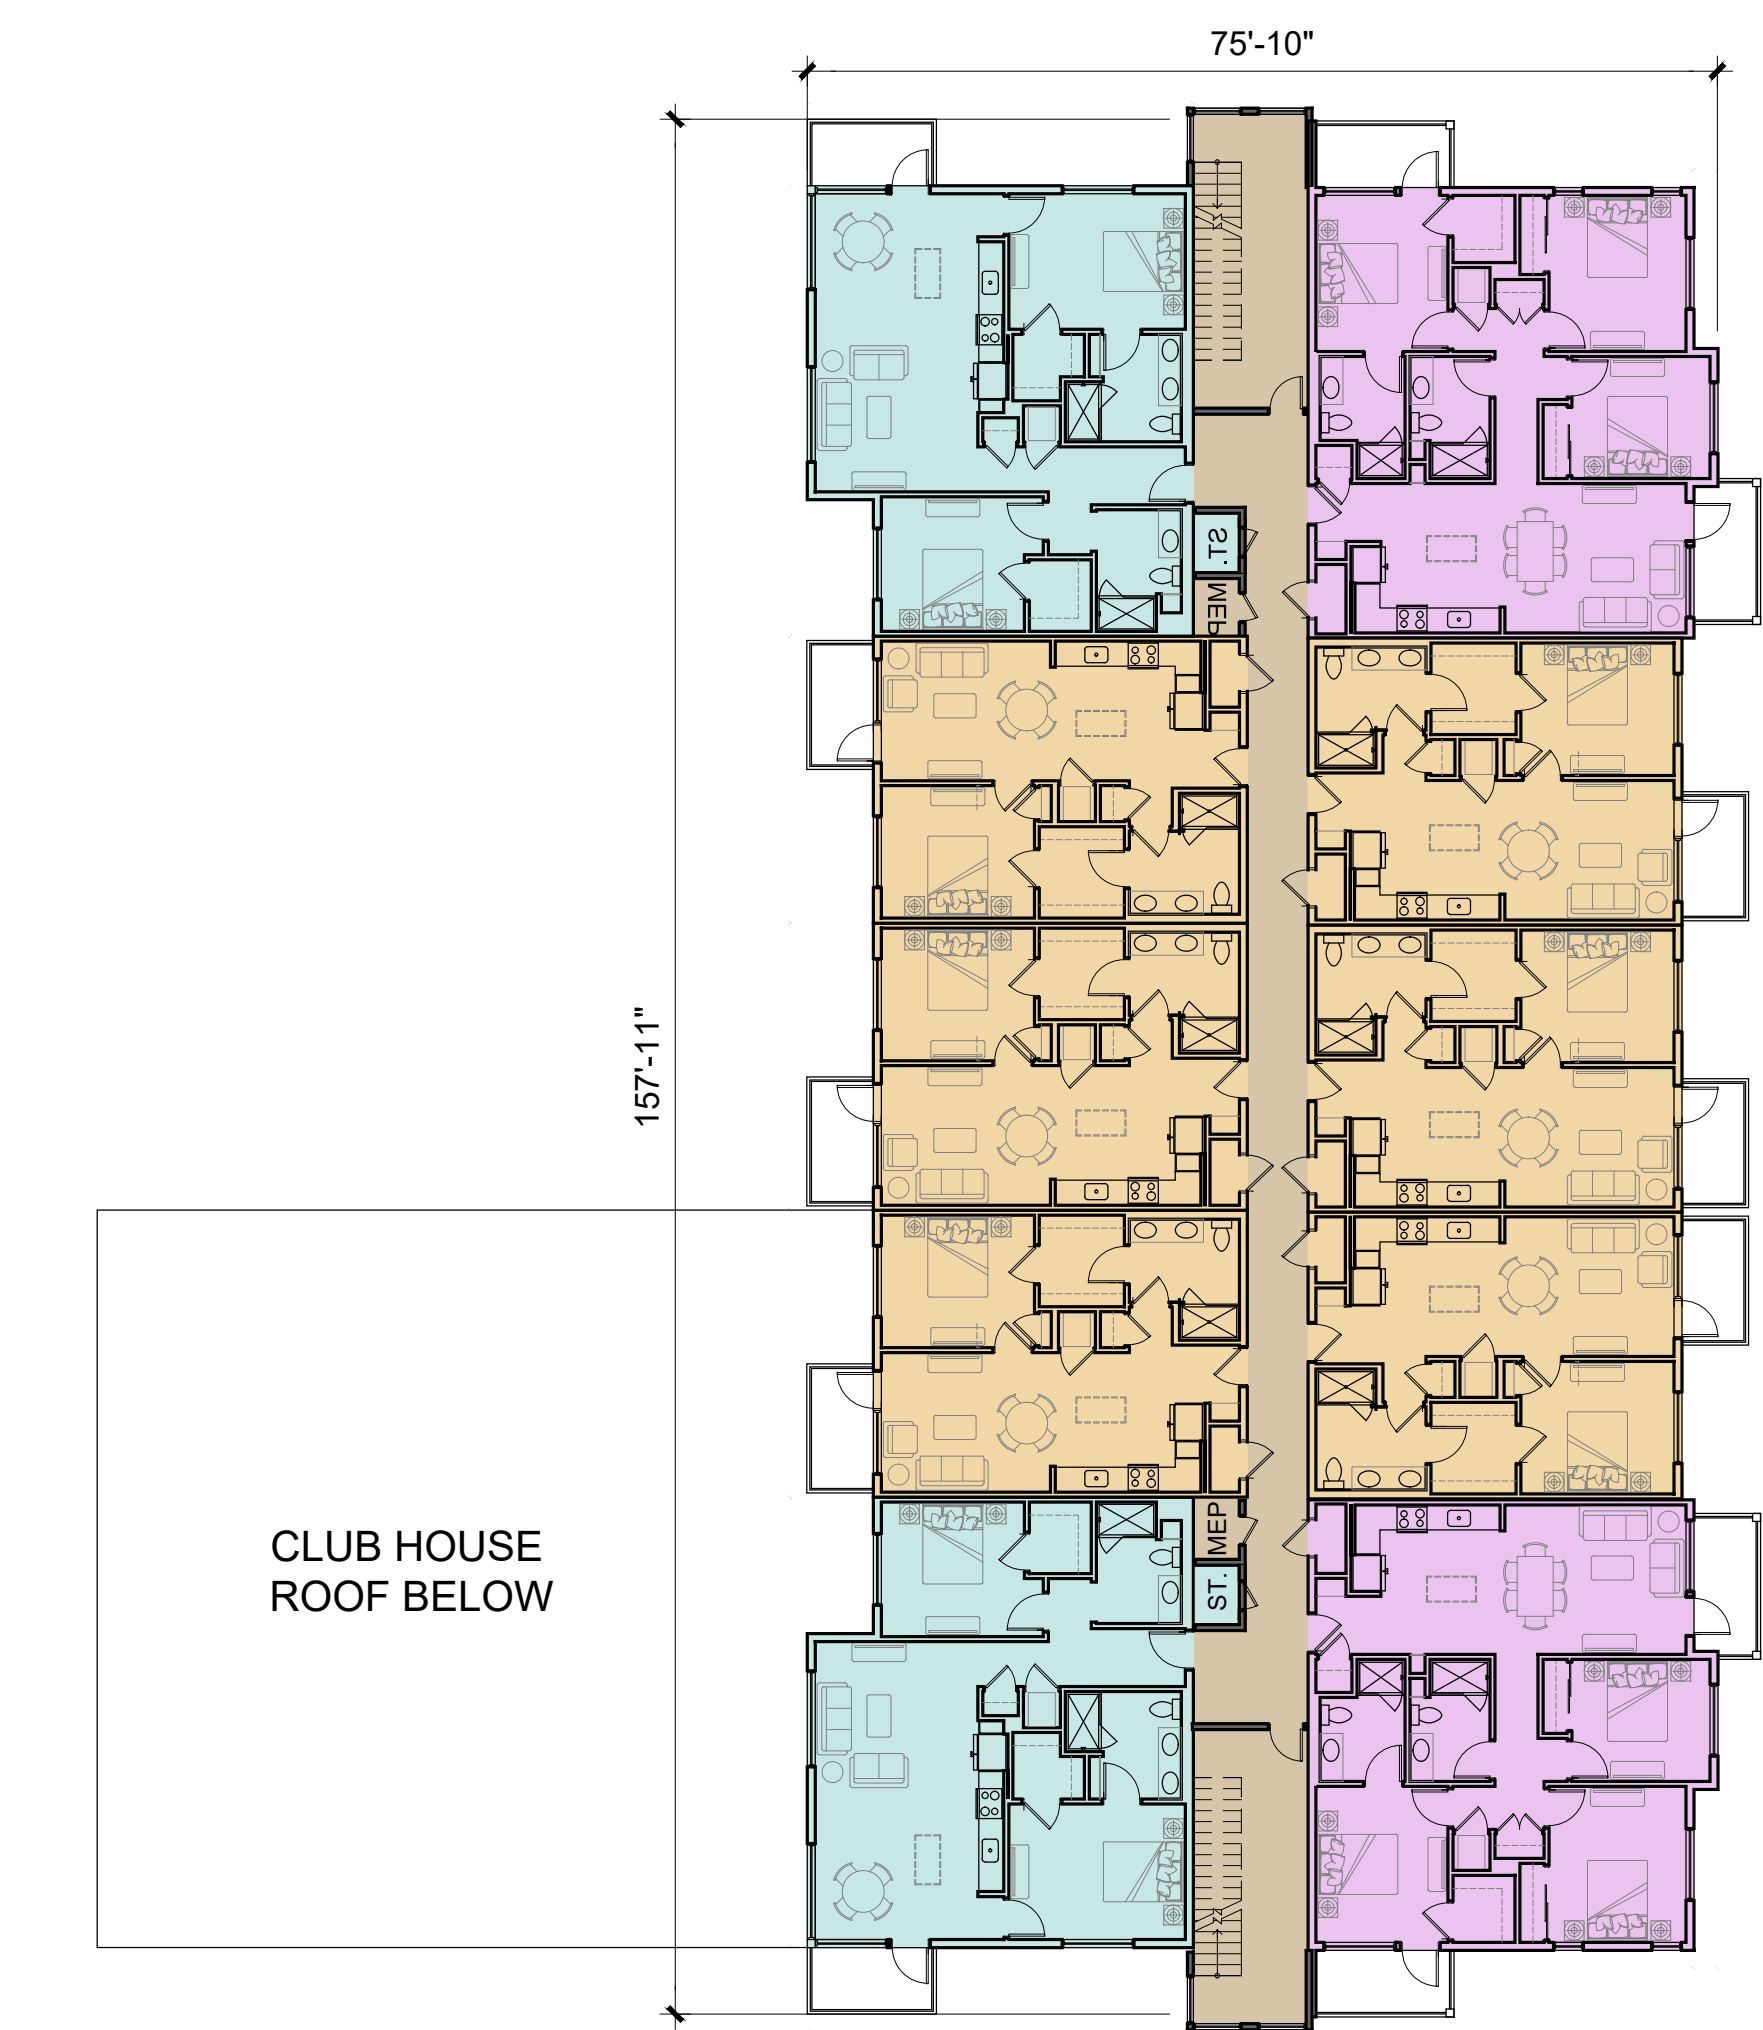 75'-10"
ST.
MEP
157'-11"
CLUB HOUSE
ROOF BELOW
MEP
ST.